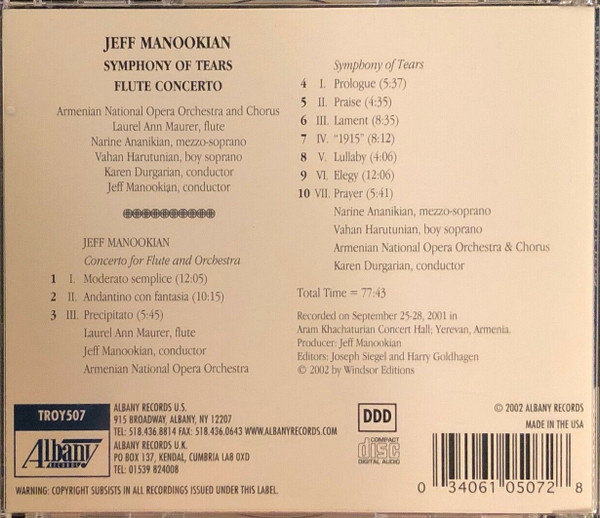 JEFF MANOOKIAN
SYMPHONY OF TEARS
FLUTE CONCERTO
Armenian National Opera Orchestra and Chorus
Laurel Ann Maurer, flute
Narine Ananikian, mezzo-soprano
Vahan Harutunian, boy soprano
Karen Durgarian, conductor
Jeff Manookian, conductor
JEFF MANOOKIAN
Concerto for Flute and Orchestra
1 I. Moderato semplice (12:05)
2 II. Andantino con fantasia (10:15)
3 III. Precipitato (5:45)
Laurel Ann Maurer, flute
Jeff Manookian, conductor
Armenian National Opera Orchestra
Symphony of Tears
4 I. Prologue (5:37)
5 II. Praise (4:35)
6 III. Lament (8:35)
7 IV. “1915” (8:12)
8 V. Lullaby (4:06)
9 VI. Elegy (12:06)
10 VII. Prayer (5:41)
Narine Ananikian, mezzo-soprano
Vahan Harutunian, boy soprano
Armenian National Opera Orchestra & Chorus
Karen Durgarian, conductor
Total Time = 77:43
Recorded on September 25-28, 2001 in
Aram Khachaturian Concert Hall; Yerevan, Armenia.
Producer: Jeff Manookian
Editors: Joseph Siegel and Harry Goldhagen
© 2002 by Windsor Editions
TROY507
Albany
RECORDS
ALBANY RECORDS U.S.
915 BROADWAY, ALBANY, NY 12207
TEL: 518.436.8814 FAX: 518.436.0643 WWW.ALBANYRECORDS.COM
ALBANY RECORDS U.K.
PO BOX 137, KENDAL, CUMBRIA LA8 0XD
TEL: 01539 824008
DDD
COMPACT
disc
DIGITAL AUDIO
© 2002 ALBANY RECORDS
MADE IN THE USA
0 34061 05072 8
WARNING: COPYRIGHT SUBSISTS IN ALL RECORDINGS ISSUED UNDER THIS LABEL.